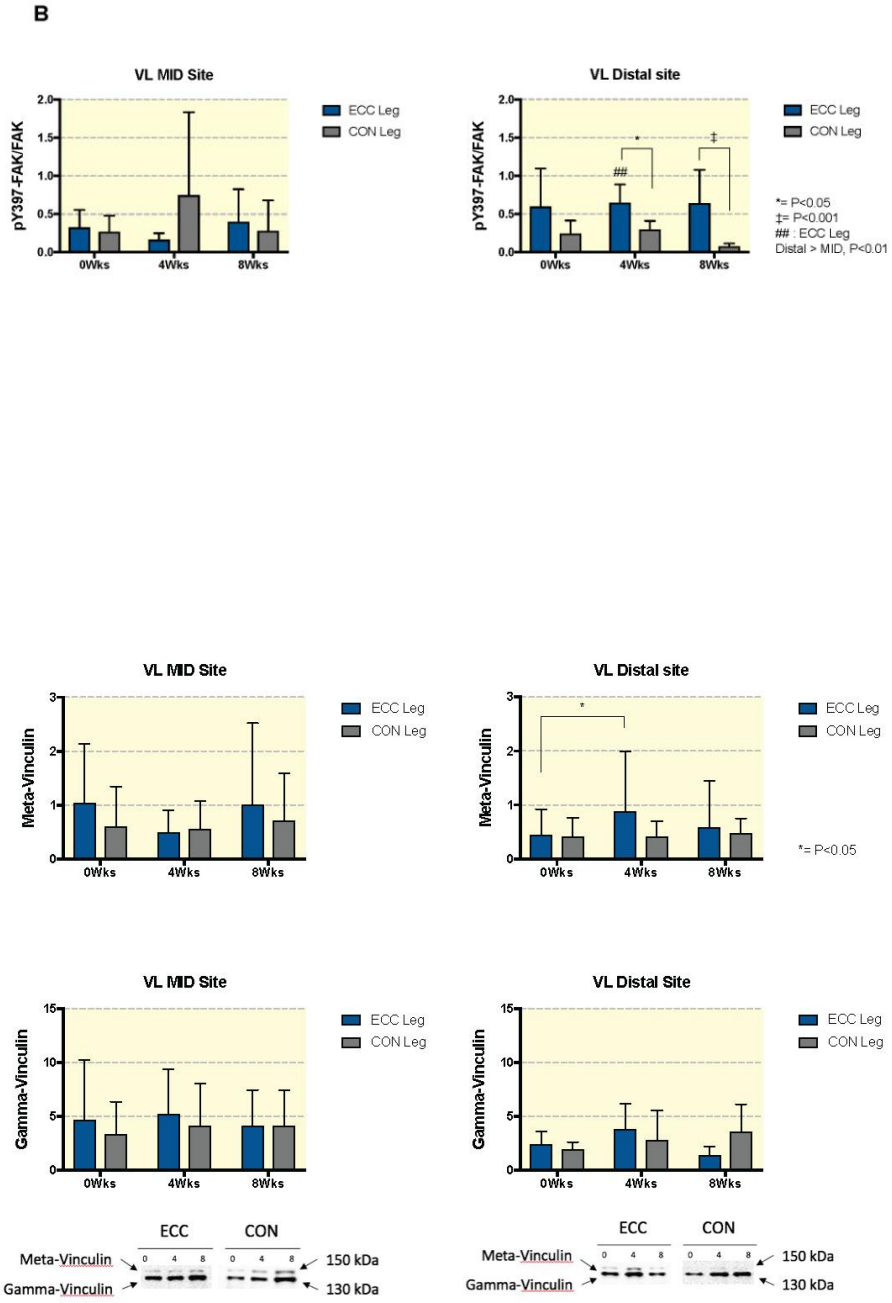 B
VL MID Site
pY397-FAK/FAK
2.0
1.5
1.0
0.5
0.0
0Wks
4Wks
8Wks
ECC Leg
CON Leg
VL Distal site
pY397-FAK/FAK
2.0
1.5
1.0
0.5
0.0
##
*
‡
0Wks
4Wks
8Wks
ECC Leg
CON Leg
*= P<0.05
‡= P<0.001
## : ECC Leg
Distal > MID, P<0.01
VL MID Site
Meta-Vinculin
3
2
1
0
0Wks
4Wks
8Wks
ECC Leg
CON Leg
VL Distal site
Meta-Vinculin
3
2
1
0
*
0Wks
4Wks
8Wks
ECC Leg
CON Leg
*= P<0.05
VL MID Site
Gamma-Vinculin
15
10
5
0
0Wks
4Wks
8Wks
ECC Leg
CON Leg
VL Distal Site
Gamma-Vinculin
15
10
5
0
0Wks
4Wks
8Wks
ECC Leg
CON Leg
ECC CON
0 4 8 0 4 8
Meta-Vinculin 150 kDa
Gamma-Vinculin 130 kDa
ECC CON
0 4 8 0 4 8
Meta-Vinculin 150 kDa
Gamma-Vinculin 130 kDa